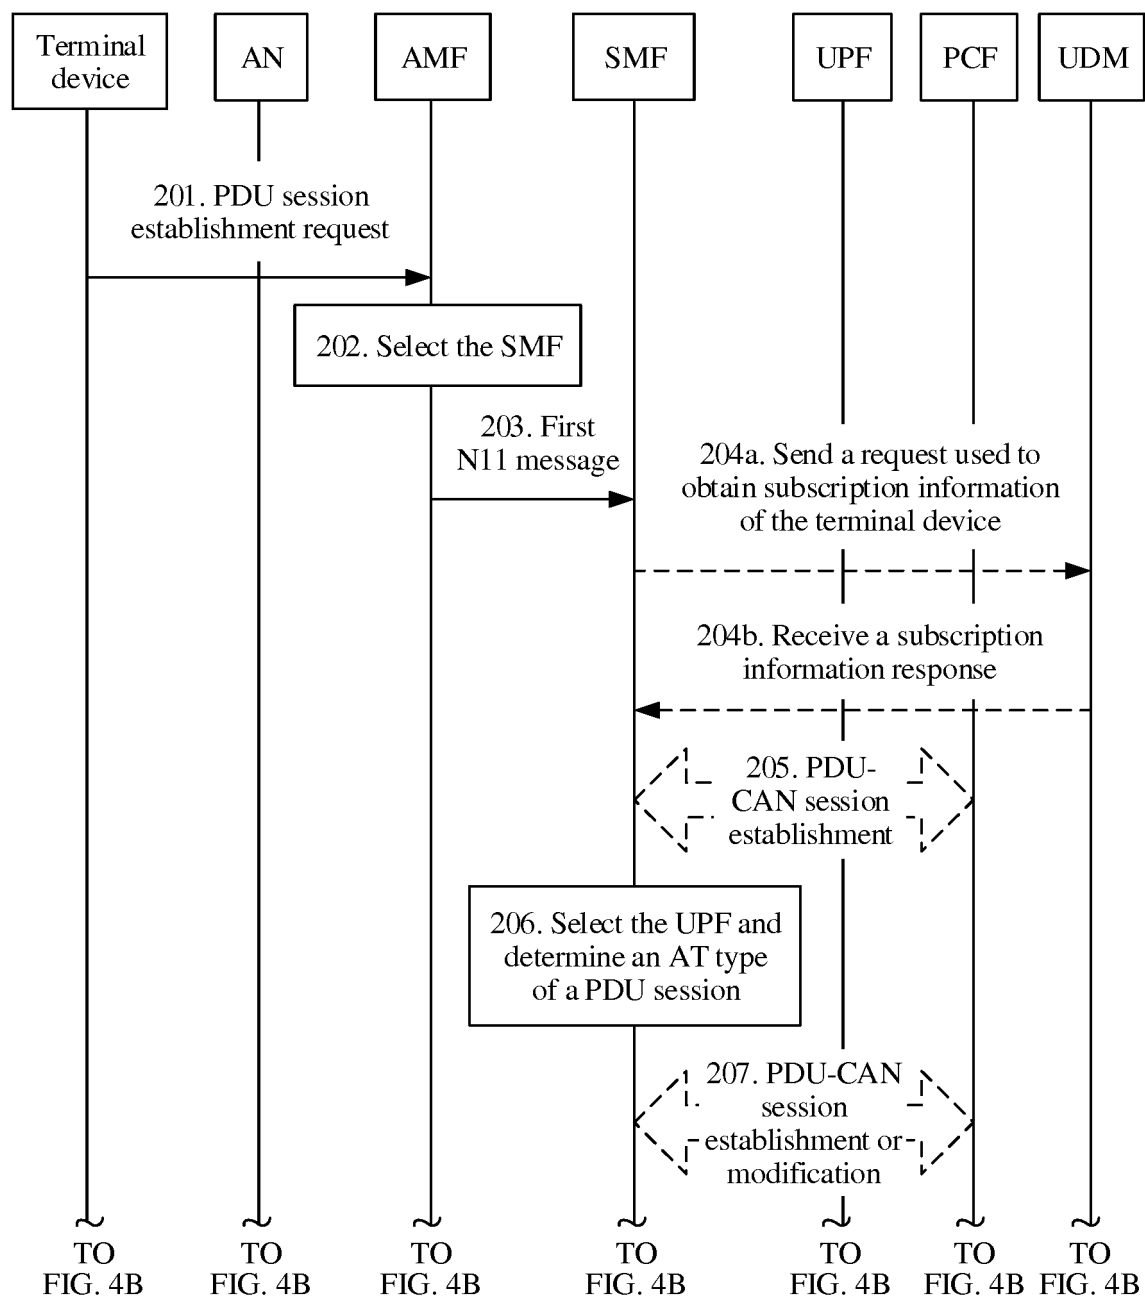 Terminal
device
AN
AMF
SMF
UPF
PCF
UDM
201. PDU session
establishment request
202. Select the SMF
203. First
N11 message
204a. Send a request used to
obtain subscription information
of the terminal device
204b. Receive a subscription
information response
205. PDU-
CAN session
establishment
206. Select the UPF and
determine an AT type
of a PDU session
207. PDU-CAN
session
establishment or
modification
TO
FIG. 4B
TO
FIG. 4B
TO
FIG. 4B
TO
FIG. 4B
TO
FIG. 4B
TO
FIG. 4B
TO
FIG. 4B